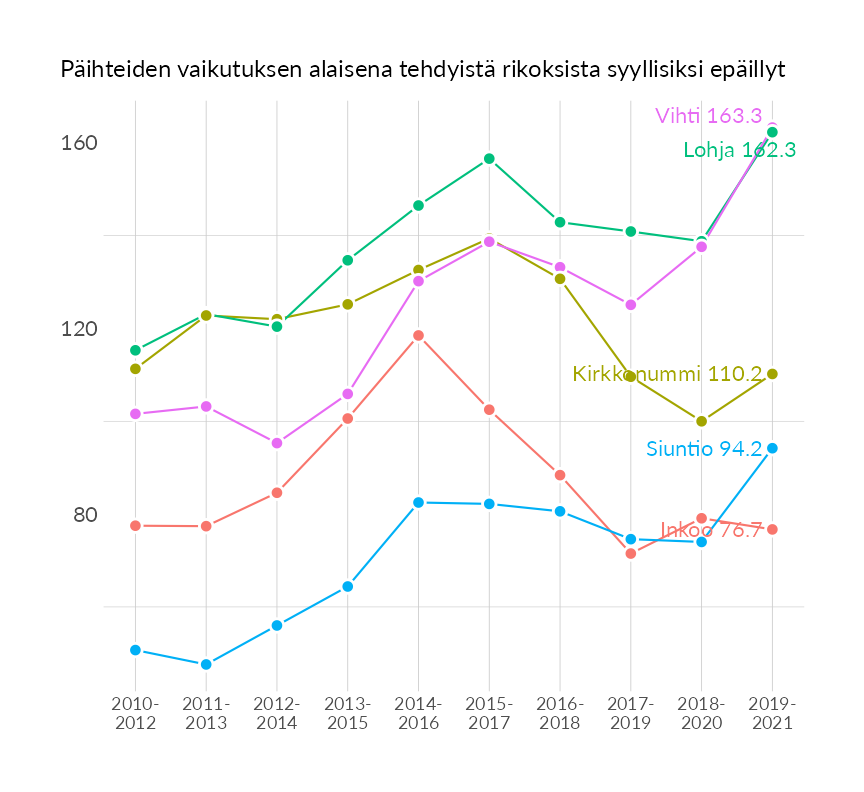 Päihteiden vaikutuksen alaisena tehdyistä rikoksista syyllisiksi epäillyt
Vihti 163.3
160
Lohja 162.3
120
Kirkkonummi 110.2
Siuntio 94.2
80
Inkoo 76.7
2010- 2011- 2012- 2013- 2014- 2015- 2016- 2017- 2018- 2019-
2012 2013 2014 2015 2016 2017 2018 2019 2020 2021